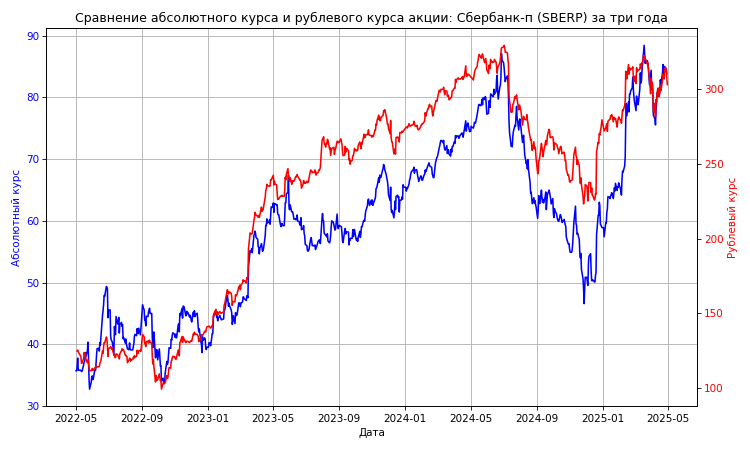 Сравнение абсолютного курса и рублевого курса акции: Сбербанк-п (SBERP) за три года
Абсолютный курс
90
80
70
60
50
40
30
300
250
200
150
100
Рублевый курс
2022-05 2022-09 2023-01 2023-05 2023-09 2024-01 2024-05 2024-09 2025-01 2025-05
Дата